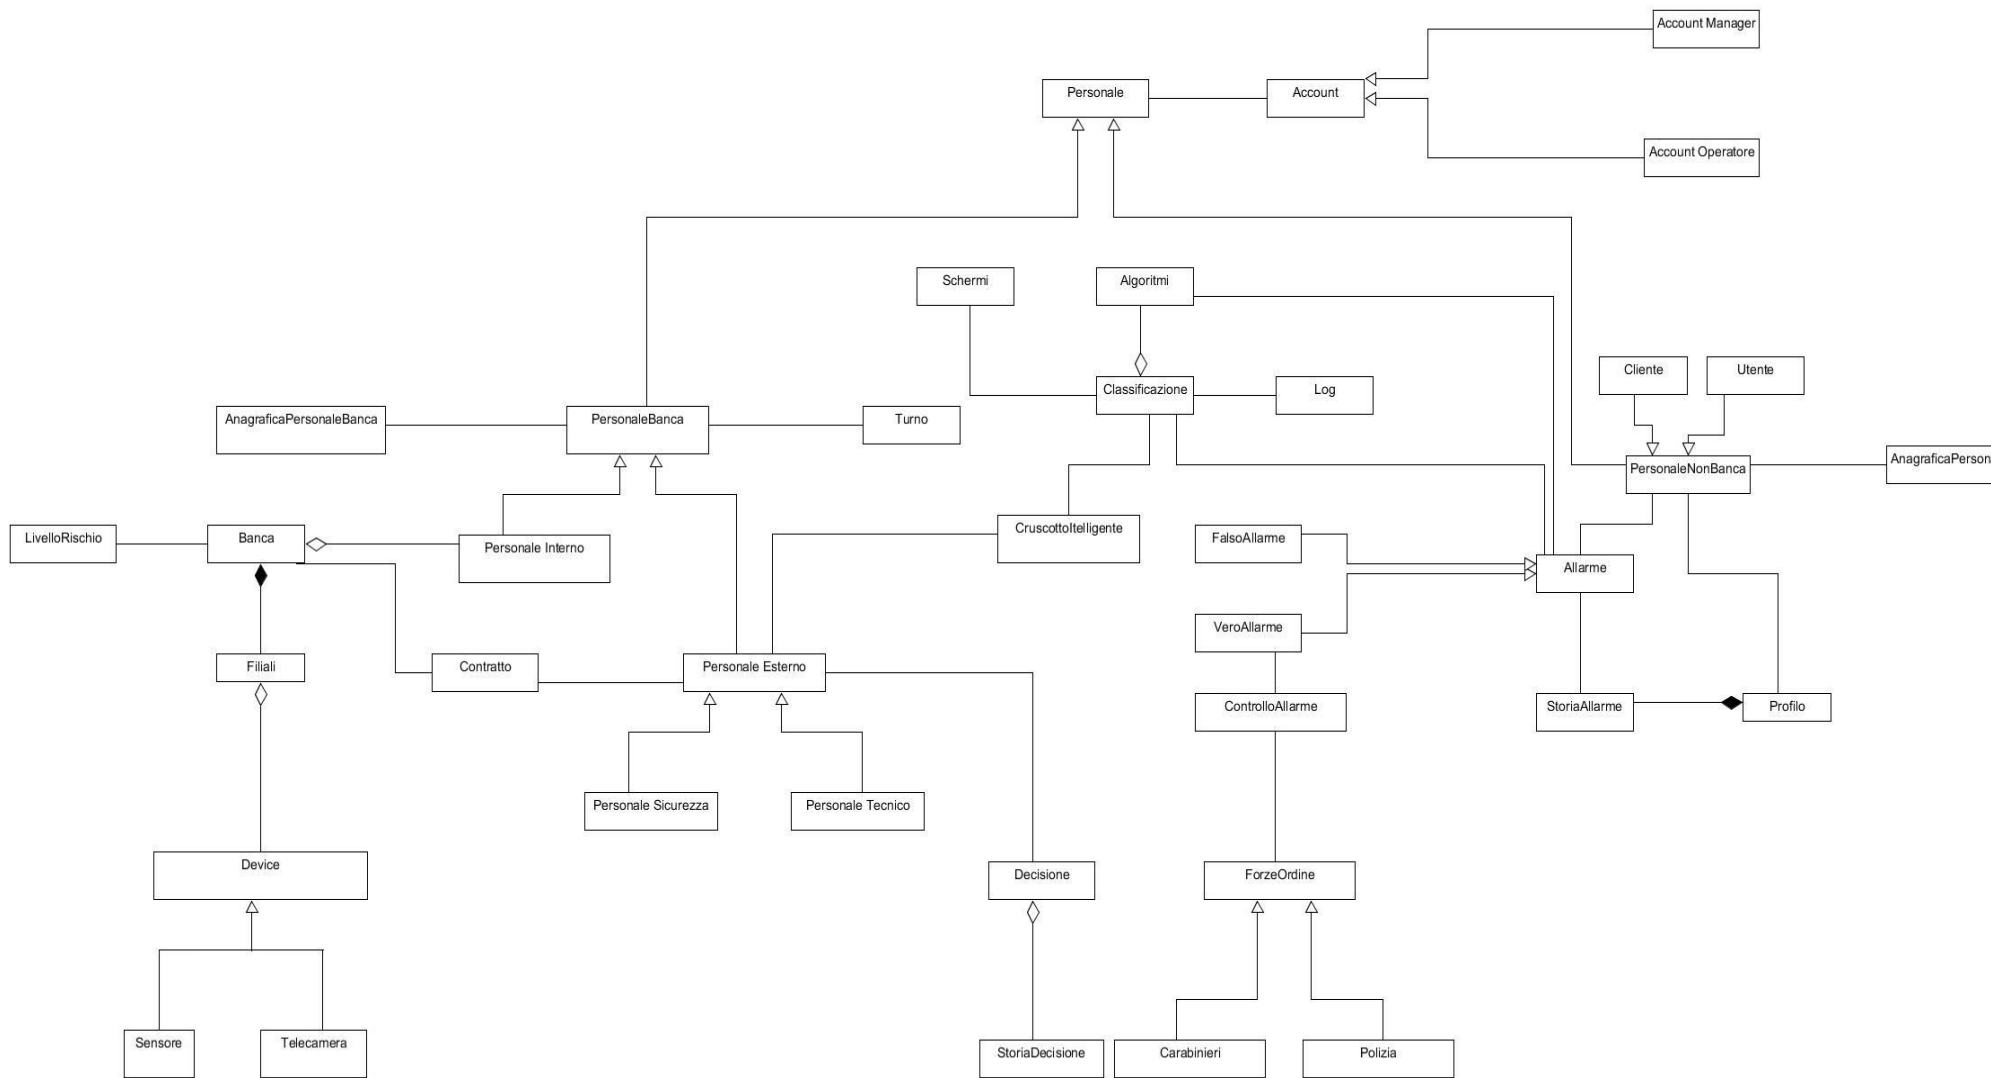 Account Manager
Personale
Account
Account Operatore
Schermi
Algoritmi
Cliente
Utente
Classificazione
Log
AnagraficaPersonaleBanca
PersonaleBanca
Turno
PersonaleNonBanca
AnagraficaPerson
LivelloRischio
Banca
Personale Interno
CruscottoItelligente
FalsoAllarme
Allarme
VeroAllarme
Filiali
Contratto
Personale Esterno
ControlloAllarme
StoriaAllarme
Profilo
Personale Sicurezza
Personale Tecnico
Device
Decisione
ForzeOrdine
Sensore
Telecamera
StoriaDecisione
Carabinieri
Polizia